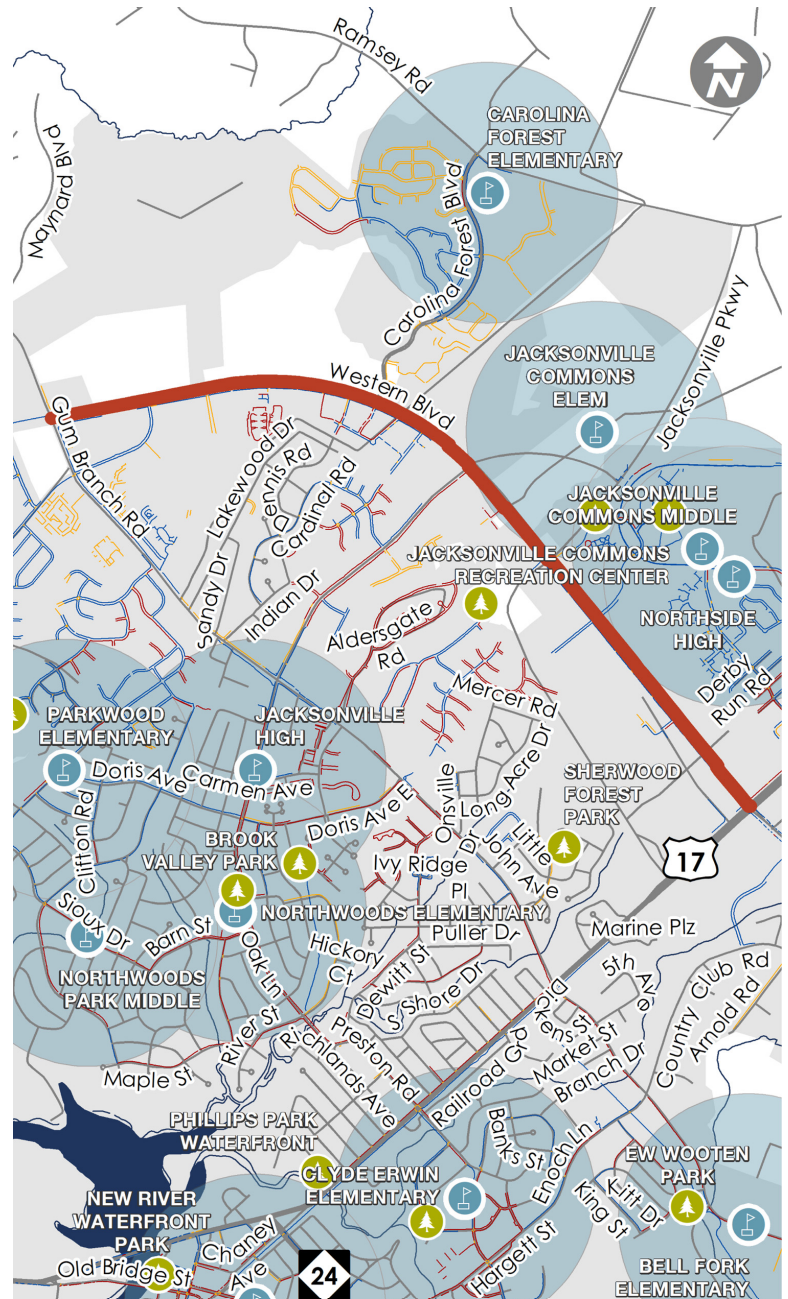 Ramsey Rd
N
CAROLINA
FOREST
ELEMENTARY
Maynard Blvd
Carolina Forest Blvd
Jacksonville Pkwy
JACKSONVILLE
COMMONS
ELEM
Western Blvd
Gum Branch Rd
Lakewood Dr
Dennis Rd
Cardinal Rd
JACKSONVILLE
COMMONS MIDDLE
JACKSONVILLE COMMONS
RECREATION CENTER
Sandy Dr
Indian Dr
Aldersgate
Rd
NORTHSIDE
HIGH
Derby
Run Rd
Mercer Rd
PARKWOOD
ELEMENTARY
JACKSONVILLE
HIGH
Doris Ave
Carmen Ave
Onsville
Dr
Long Acre Dr
SHERWOOD
FOREST
PARK
Clifton Rd
Doris Ave E
BROOK
VALLEY PARK
Little
John Ave
Ivy Ridge
Pl
17
Sioux Dr
Barn St
NORTHWOODS ELEMENTARY
Puller Dr
Marine Plz
Oak Ln
Hickory
Ct
Dewitt St
S Shore Dr
NORTHWOODS
PARK MIDDLE
5th
Ave
Country Club Rd
Arnold Rd
Dickens St
Market St
Branch Dr
River St
Richlands Ave
Preston Rd
Railroad Grd
Maple St
PHILLIPS PARK
WATERFRONT
Banks St
Enoch Ln
CLYDE ERWIN
ELEMENTARY
EW WOOTEN
PARK
K-itt Dr
King St
NEW RIVER
WATERFRONT
PARK
Chaney
Ave
Old Bridge St
24
Hargett St
BELL FORK
ELEMENTARY